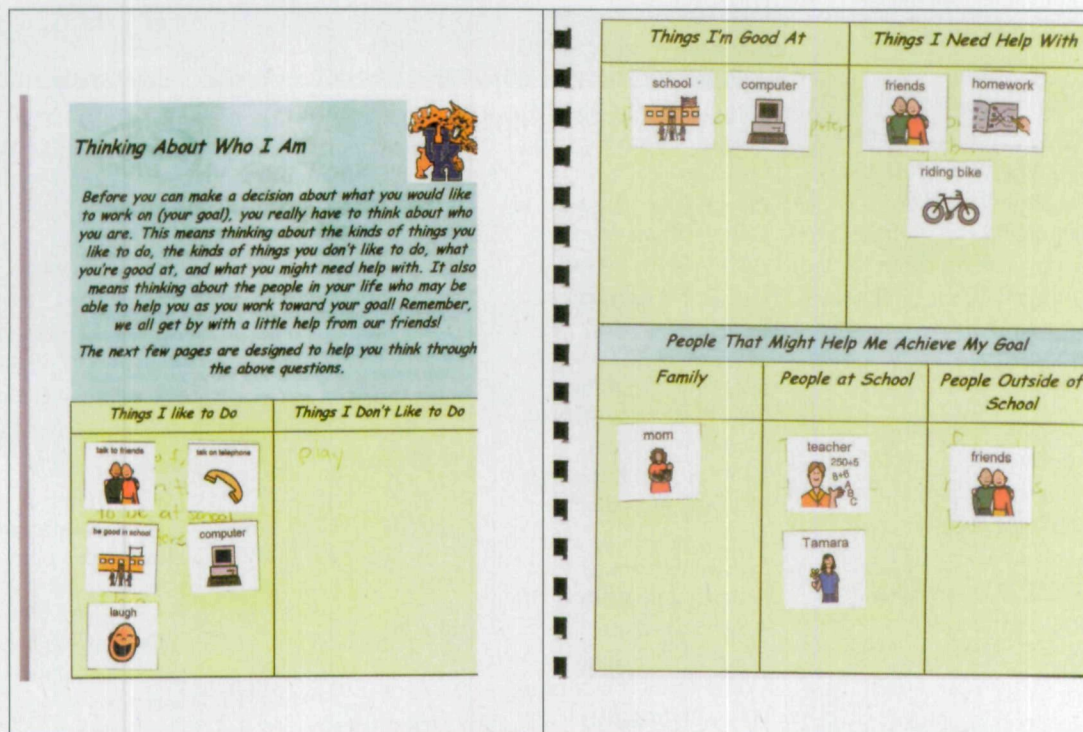 Thinking About Who I Am
Before you can make a decision about what you would like
to work on (your goal), you really have to think about who
you are. This means thinking about the kinds of things you
like to do, the kinds of things you don't like to do, what
you're good at, and what you might need help with. It also
means thinking about the people in your life who may be
able to help you as you work toward your goal! Remember,
we all get by with a little help from our friends!
The next few pages are designed to help you think through
the above questions.
Things I like to Do
Things I Don't Like to Do
talk to friends
talk on telephone
play
to be at school
be good in school
computer
laugh
Things I'm Good At
Things I Need Help With
school
computer
friends
homework
riding bike
People That Might Help Me Achieve My Goal
Family
People at School
People Outside of
School
mom
teacher
250+5
8+6
A
B
C
friends
Tamara